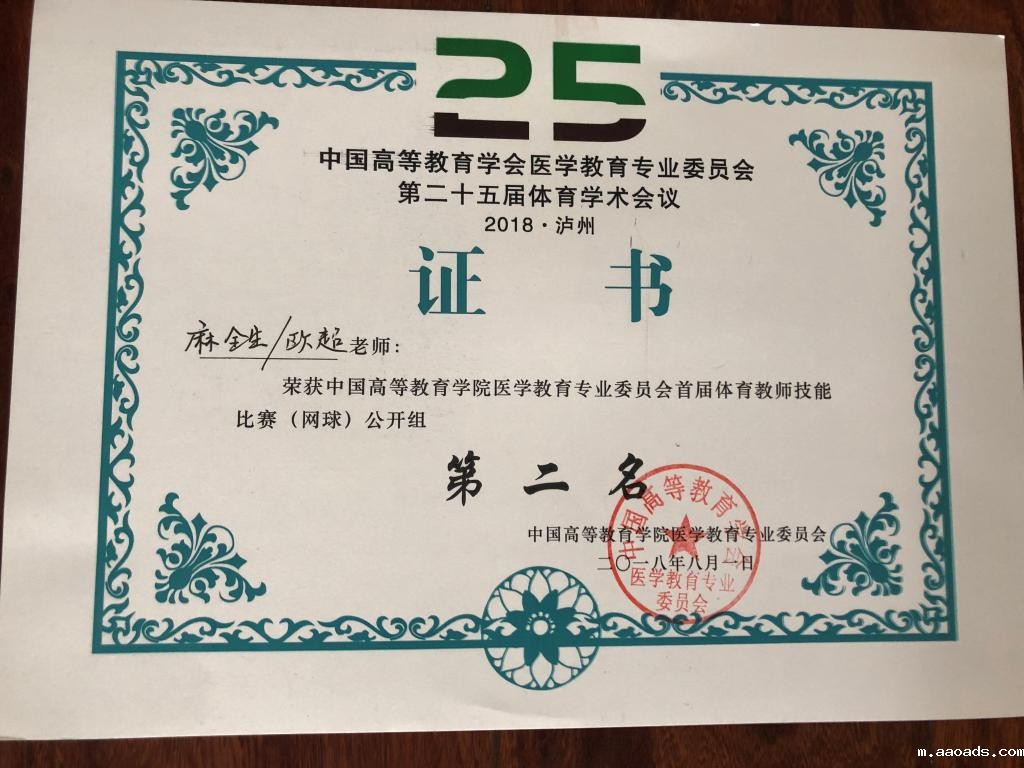 25
中国高等教育学会医学教育专业委员会
第二十五届体育学术会议
2018·泸州
证书
麻全生/欧超老师：
荣获中国高等教育学院医学教育专业委员会首届体育教师技能
比赛（网球）公开组
第二名
中国高等教育学院医学教育专业委员会
二〇一八年八月一日
中国高等教育学会
医学教育专业
委员会
m.aaoads.com